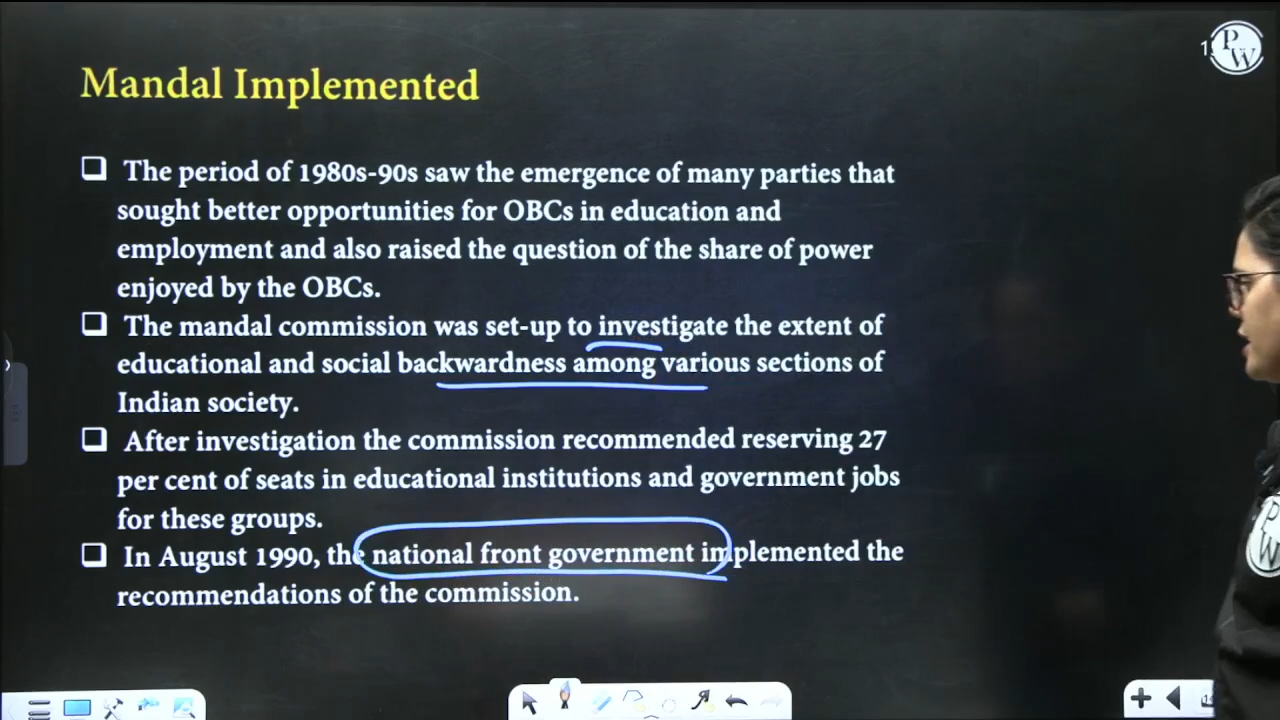 Mandal Implemented
The period of 1980s-90s saw the emergence of many parties that
sought better opportunities for OBCs in education and
employment and also raised the question of the share of power
enjoyed by the OBCs.
The mandal commission was set-up to investigate the extent of
educational and social backwardness among various sections of
Indian society.
After investigation the commission recommended reserving 27
per cent of seats in educational institutions and government jobs
for these groups.
In August 1990, the national front government implemented the
recommendations of the commission.
PW
PW